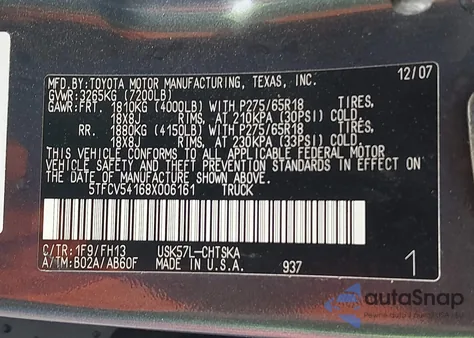 MFD.BY:TOYOTA MOTOR MANUFACTURING, TEXAS, INC. 12/07
GVWR: 3265KG (7200LB)
GAWR:FRT. 1810KG (4000LB) WITH P275/65R18 TIRES,
18X8J RIMS, AT 210KPA (30PSI) COLD.
RR. 1880KG (4150LB) WITH P275/65R18 TIRES,
18X8J RIMS, AT 230KPA (33PSI) COLD.
THIS VEHICLE CONFORMS TO ALL APPLICABLE FEDERAL MOTOR
VEHICLE SAFETY AND THEFT PREVENTION STANDARDS IN EFFECT ON
THE DATE OF MANUFACTURE SHOWN ABOVE.
5TFCV54168X006161 TRUCK
C/TR:1F9/FH13 USK57L-CHTSKA
A/TM:B02A/AB60F MADE IN U.S.A. 937 1
autoSnap